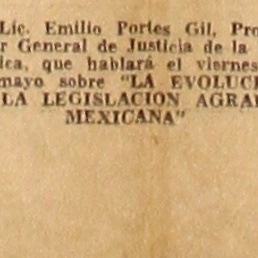 Lic. Emilio Portes Gil, Pro
r General de Justicia de la
ica, que hablará el viernes
mayo sobre "LA EVOLUC
LA LEGISLACION AGRA
MEXICANA"